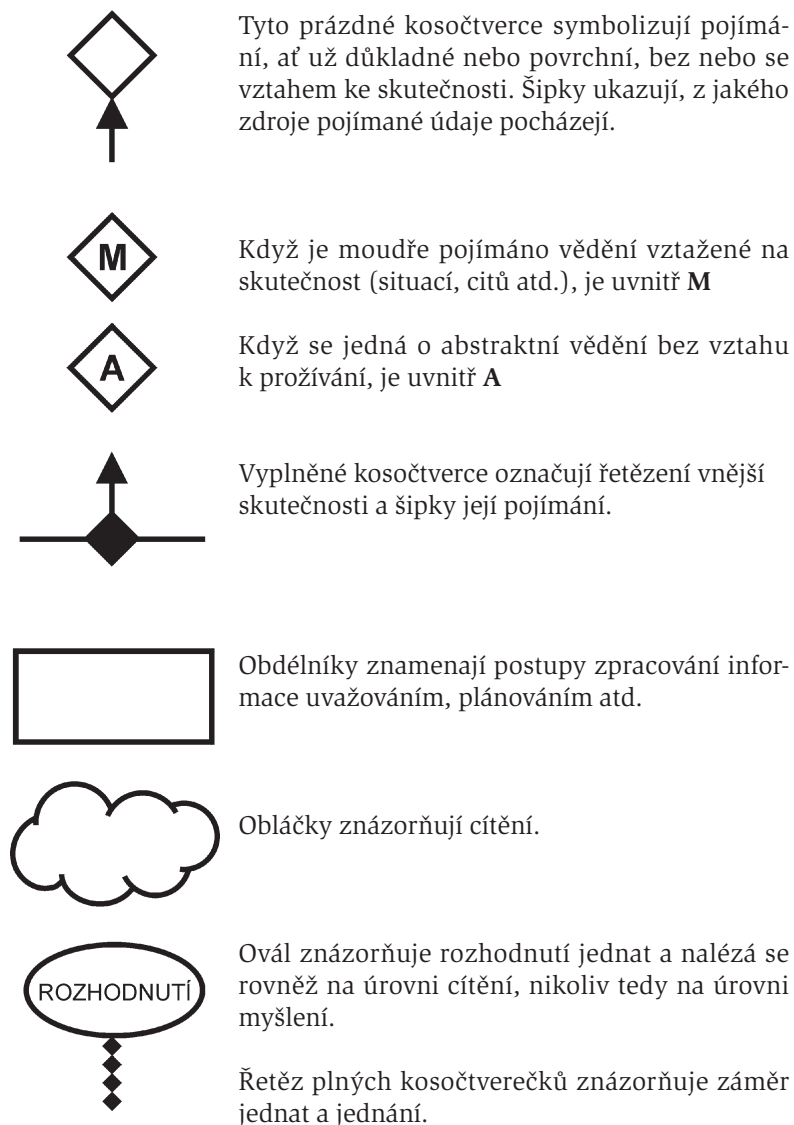 Tyto prázdné kosočtverce symbolizují pojímá-
ní, ať už důkladné nebo povrchní, bez nebo se
vztahem ke skutečnosti. Šipky ukazují, z jakého
zdroje pojímané údaje pocházejí.
M
Když je moudře pojímáno vědění vztažené na
skutečnost (situací, citů atd.), je uvnitř M
A
Když se jedná o abstraktní vědění bez vztahu
k prožívání, je uvnitř A
Vyplněné kosočtverce označují řetězení vnější
skutečnosti a šipky její pojímání.
Obdélníky znamenají postupy zpracování infor-
mace uvažováním, plánováním atd.
Obláčky znázorňují cítění.
ROZHODNUTÍ
Ovál znázorňuje rozhodnutí jednat a nalézá se
rovněž na úrovni cítění, nikoliv tedy na úrovni
myšlení.
Řetěz plných kosočtverečků znázorňuje záměr
jednat a jednání.